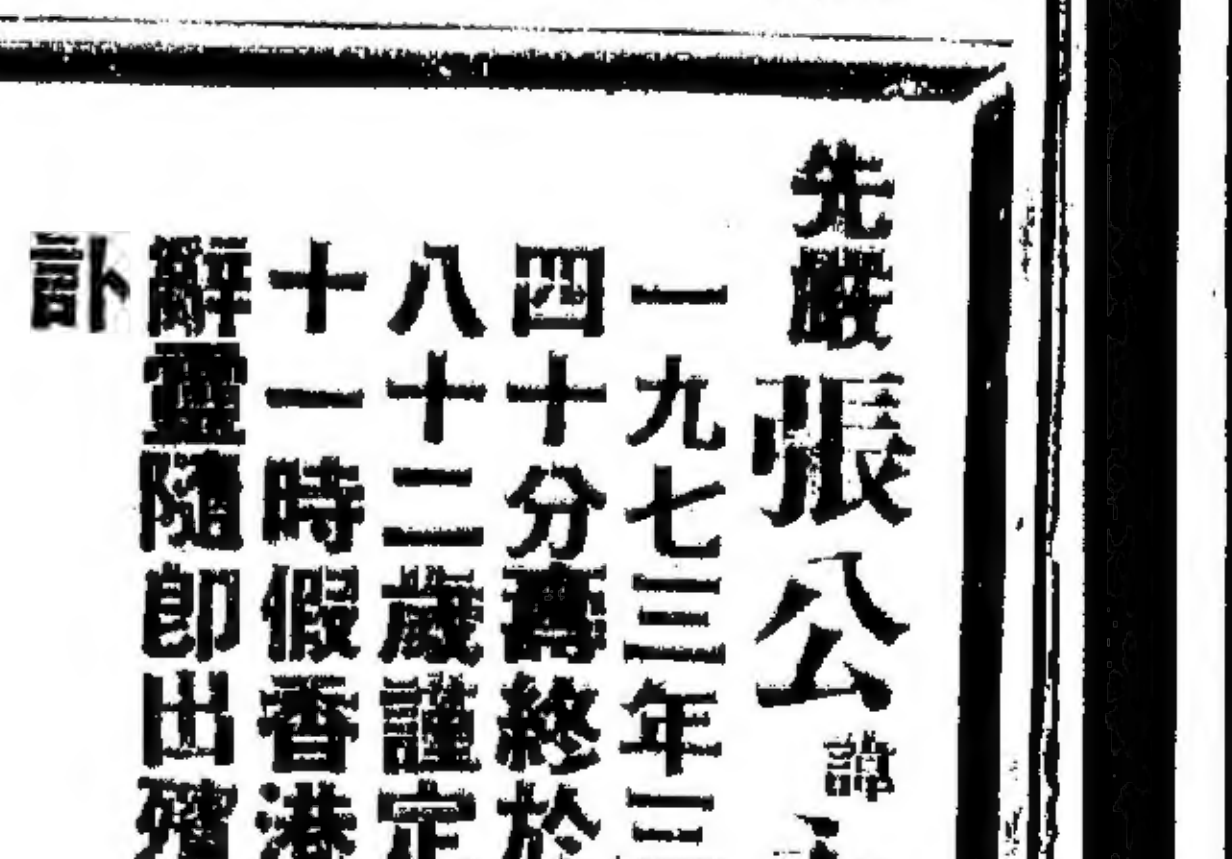 先嚴張公諱
一九七三年三
四十分壽終於
八十二歲謹定
十一時假香港
辭靈隨即出殯
訃